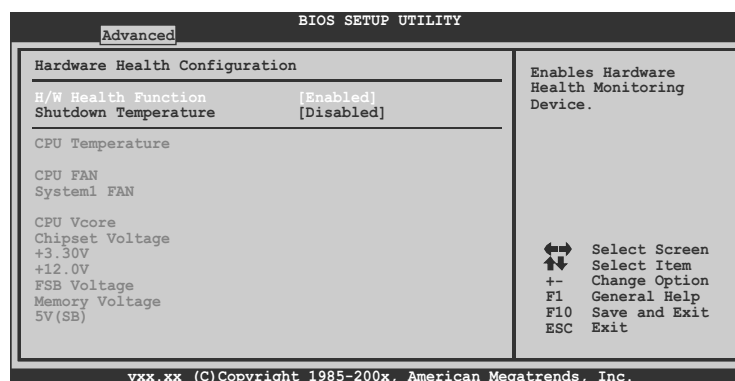 BIOS SETUP UTILITY
Advanced
Hardware Health Configuration
H/W Health Function [Enabled]
Shutdown Temperature [Disabled]
CPU Temperature
CPU FAN
System1 FAN
CPU Vcore
Chipset Voltage
+3.30V
+12.0V
FSB Voltage
Memory Voltage
5V(SB)
Enables Hardware
Health Monitoring
Device.
Select Screen
Select Item
+- Change Option
F1 General Help
F10 Save and Exit
ESC Exit
vxx.xx (C)Copyright 1985-200x, American Megatrends, Inc.